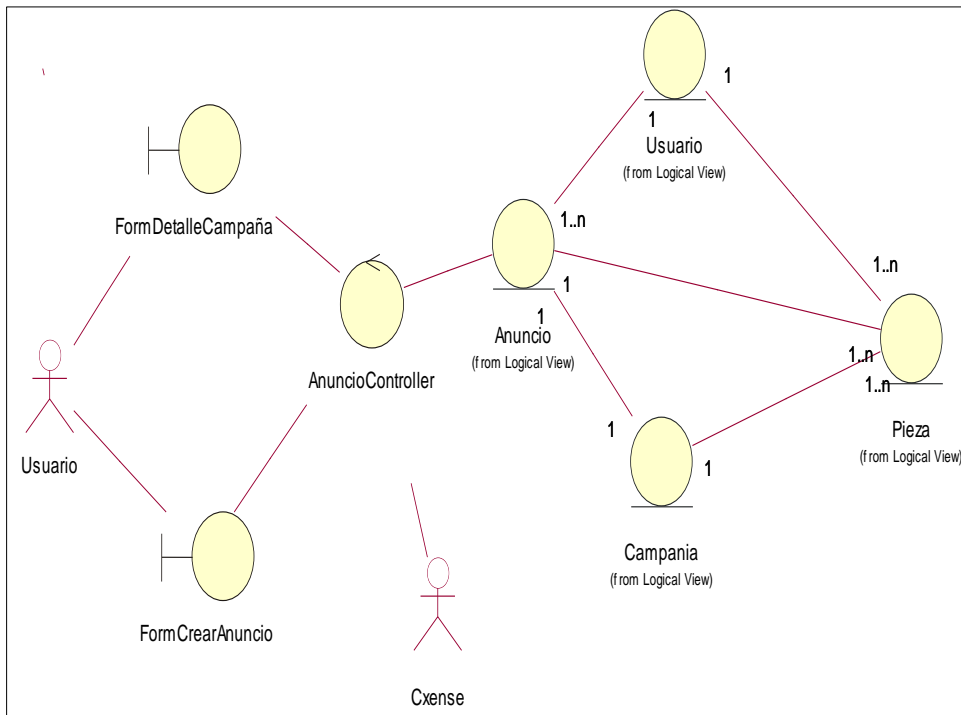 1
1
Usuario
(from Logical View)
FormDetalleCampaña
1..n
1..n
1
1
Anuncio
(from Logical View)
AnuncioController
1..n
1..n
Pieza
(from Logical View)
1
1
Usuario
Campania
(from Logical View)
FormCrearAnuncio
Cxense